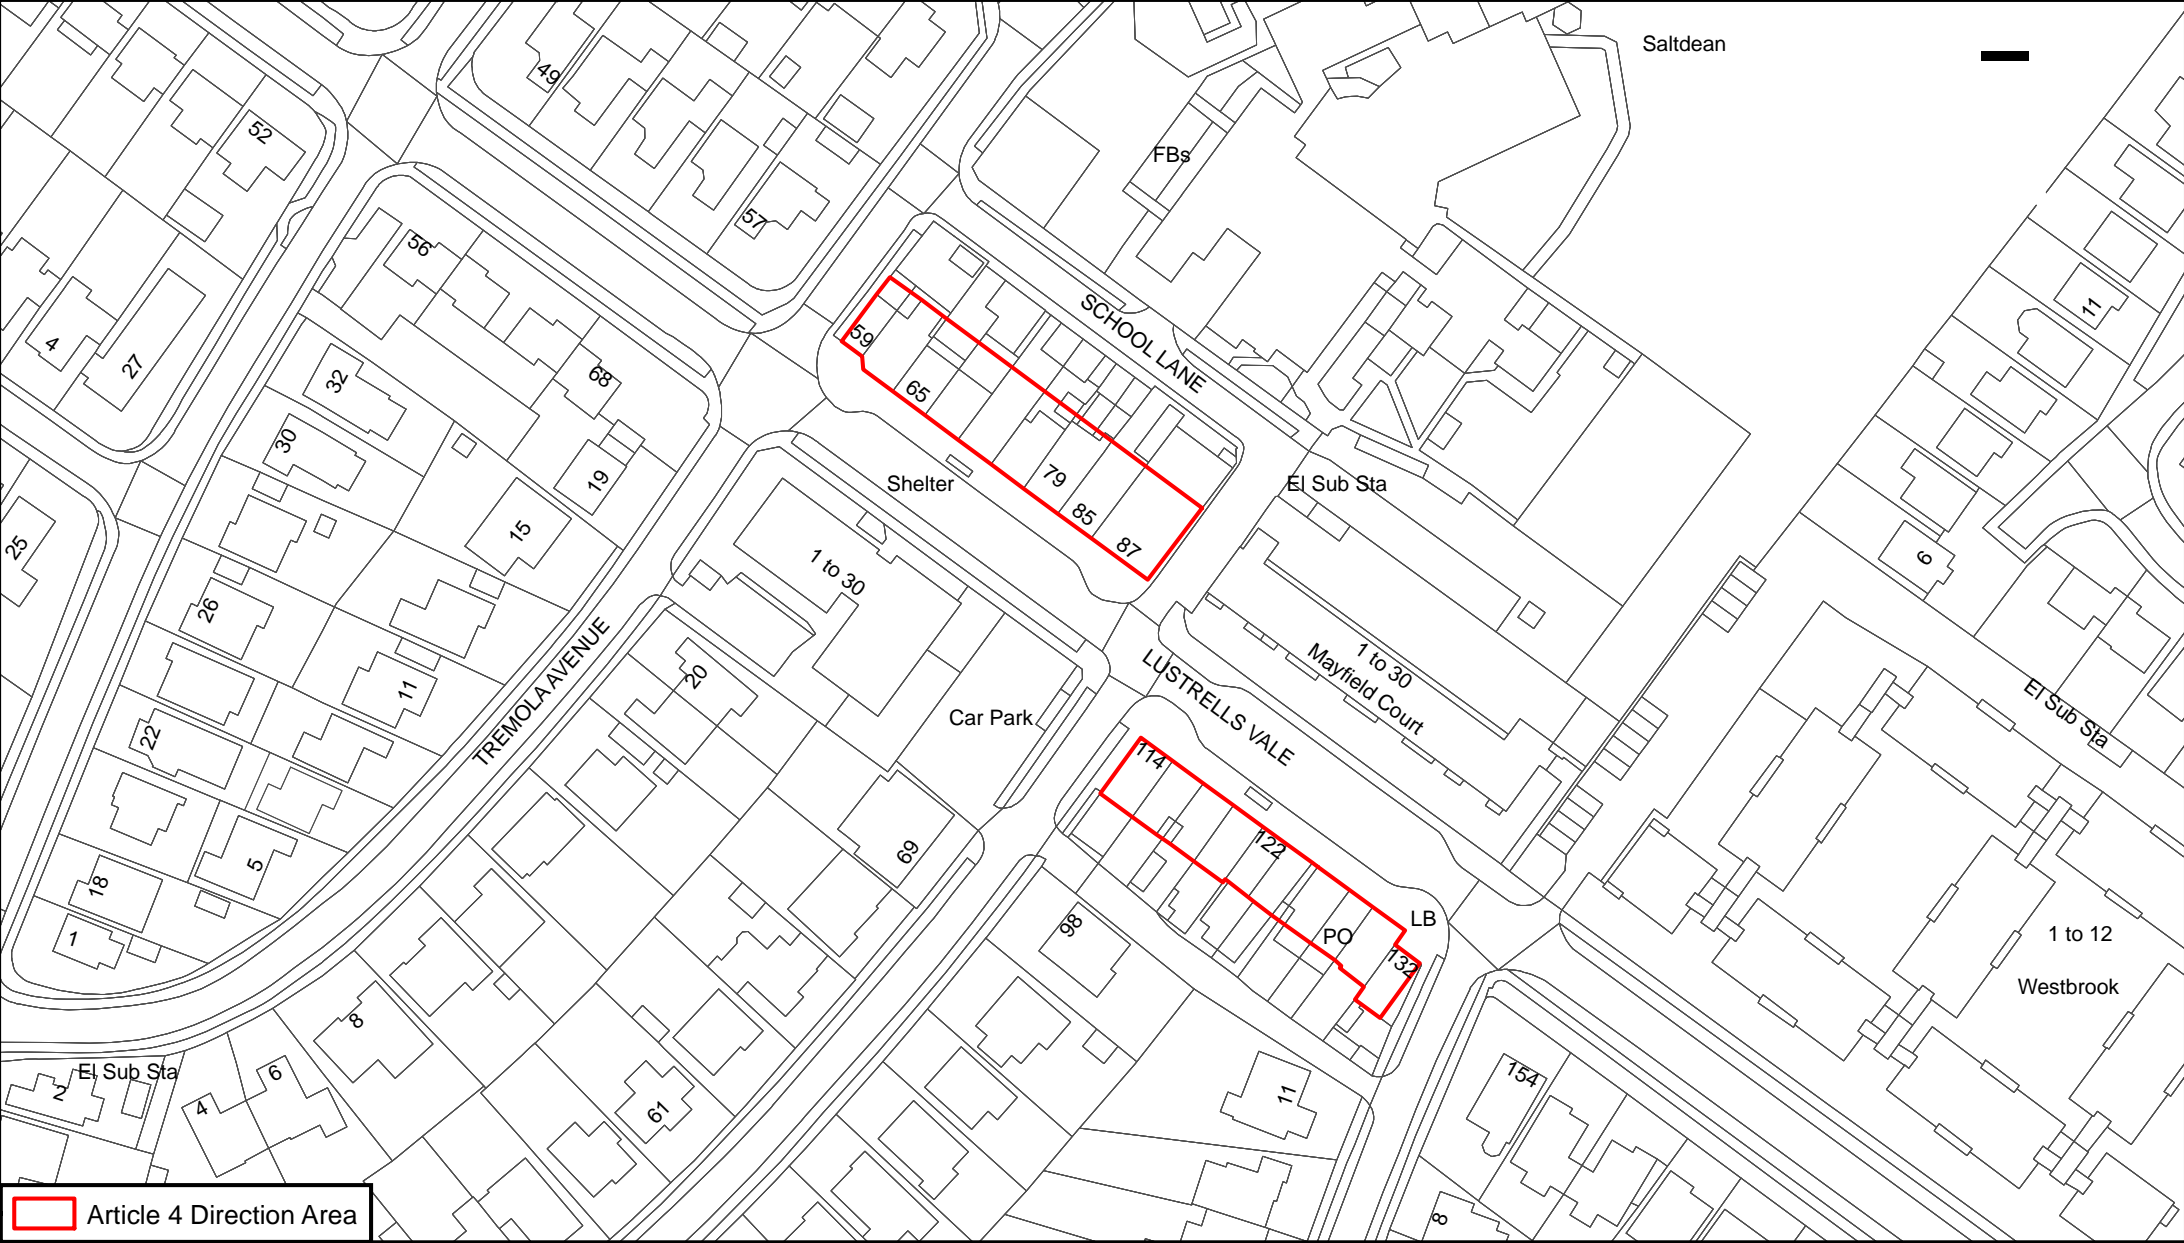 Saltdean
49
52
FBs
57
56
11
SCHOOL LANE
59
4
27
32
68
65
30
19
79
Shelter
El Sub Sta
85
15
87
25
6
1 to 30
26
1 to 30
Mayfield Court
TREMOLA AVENUE
20
11
LUSTRELLS VALE
Car Park
El Sub Sta
22
114
122
69
5
18
98
LB
PO
132
1
1 to 12
Westbrook
8
El Sub Sta
6
2
4
61
11
154
8
Article 4 Direction Area